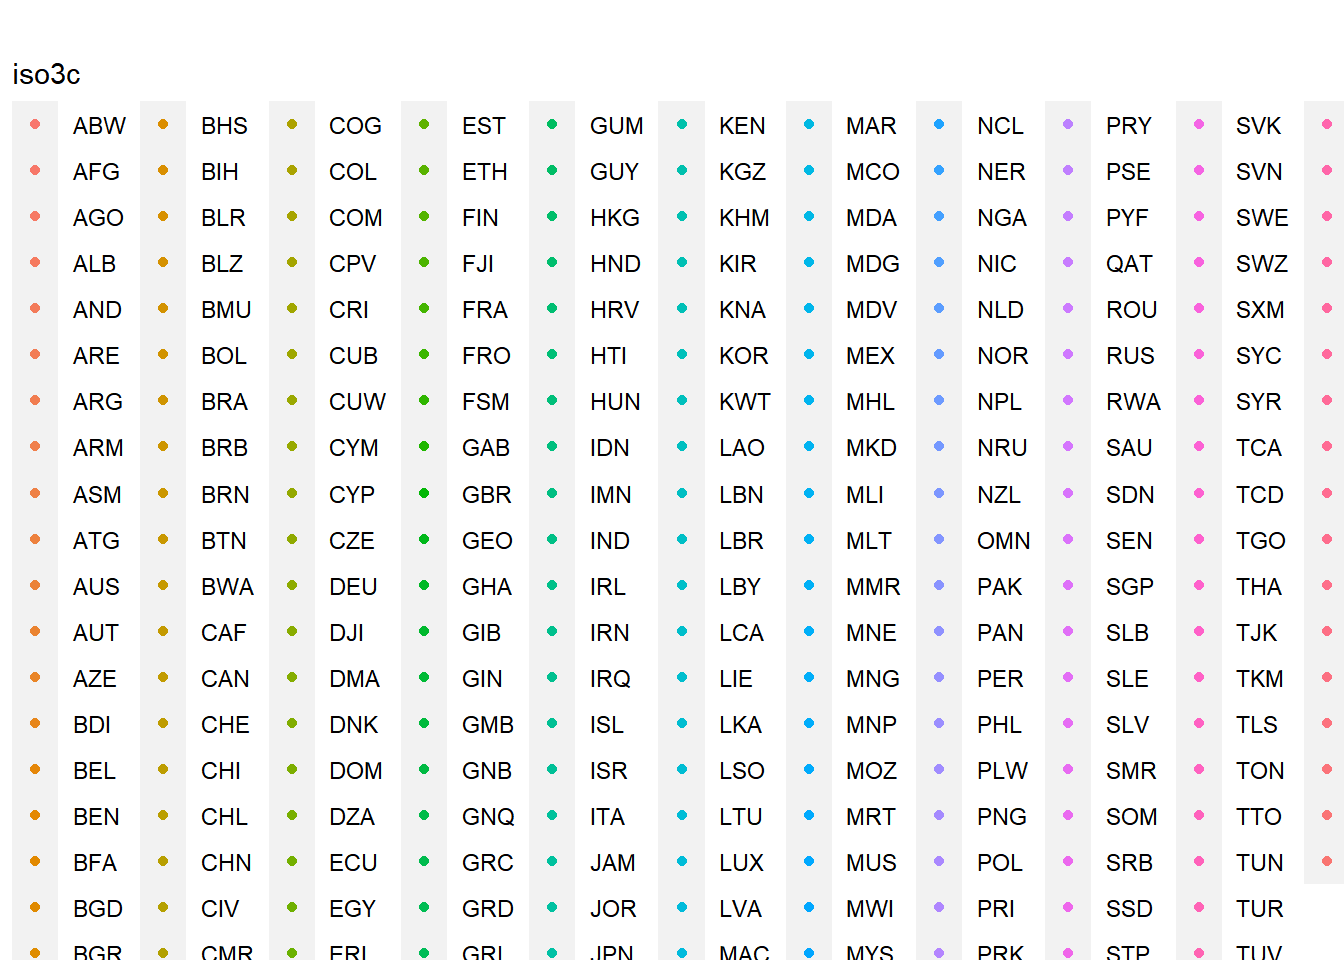 iso3c
ABW BHS COG EST GUM KEN MAR NCL PRY SVK
AFG BIH COL ETH GUY KGZ MCO NER PSE SVN
AGO BLR COM FIN HKG KHM MDA NGA PYF SWE
ALB BLZ CPV FJI HND KIR MDG NIC QAT SWZ
AND BMU CRI FRA HRV KNA MDV NLD ROU SXM
ARE BOL CUB FRO HTI KOR MEX NOR RUS SYC
ARG BRA CUW FSM HUN KWT MHL NPL RWA SYR
ARM BRB CYM GAB IDN LAO MKD NRU SAU TCA
ASM BRN CYP GBR IMN LBN MLI NZL SDN TCD
ATG BTN CZE GEO IND LBR MLT OMN SEN TGO
AUS BWA DEU GHA IRL LBY MMR PAK SGP THA
AUT CAF DJI GIB IRN LCA MNE PAN SLB TJK
AZE CAN DMA GIN IRQ LIE MNG PER SLE TKM
BDI CHE DNK GMB ISL LKA MNP PHL SLV TLS
BEL CHI DOM GNB ISR LSO MOZ PLW SMR TON
BEN CHL DZA GNQ ITA LTU MRT PNG SOM TTO
BFA CHN ECU GRC JAM LUX MUS POL SRB TUN
BGD CIV EGY GRD JOR LVA MWI PRI SSD TUR
BGR CMR ERI GRL JPN MAC MYS PRK STP TUV